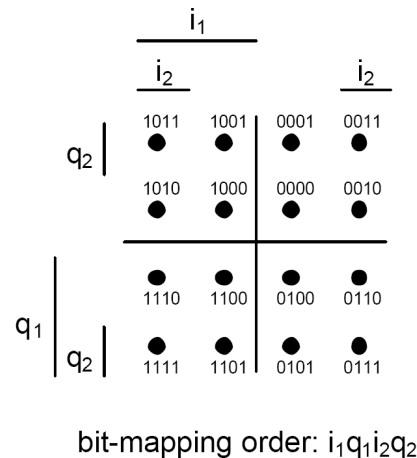 i₁
i₂ i₂
1011 1001 0001 0011
q₂
1010 1000 0000 0010
1110 1100 0100 0110
q₁
q₂
1111 1101 0101 0111
bit-mapping order: i₁q₁i₂q₂